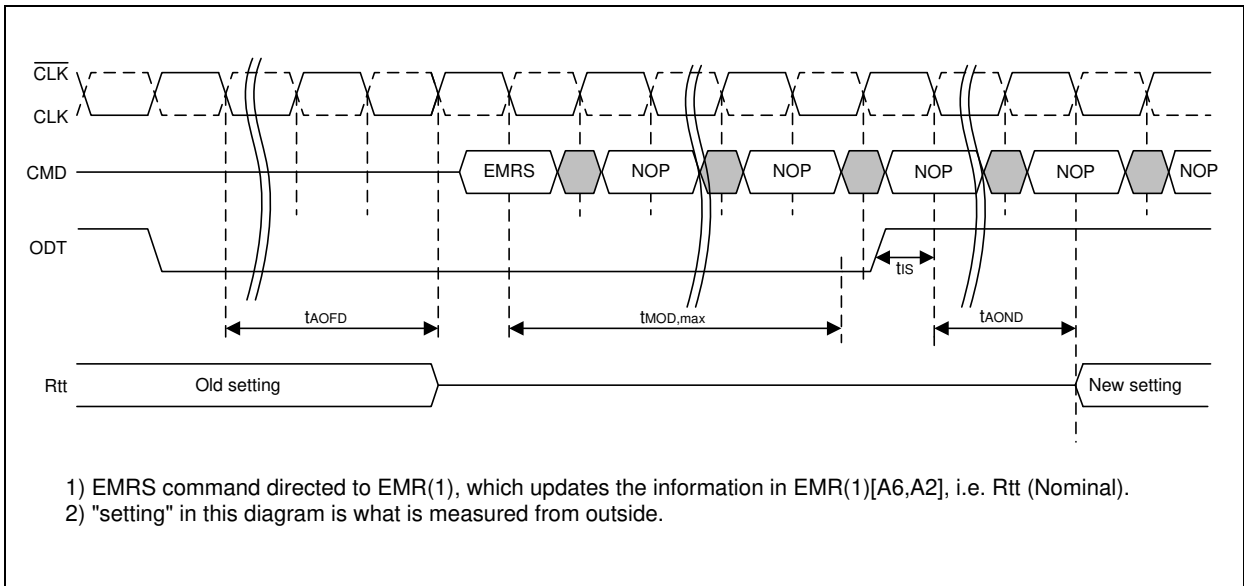 CLK
CLK
CMD
EMRS
NOP
NOP
NOP
NOP
NOP
ODT
tIS
tAOFD
tMOD,max
tAOND
Rtt
Old setting
New setting
1) EMRS command directed to EMR(1), which updates the information in EMR(1)[A6,A2], i.e. Rtt (Nominal).
2) "setting" in this diagram is what is measured from outside.